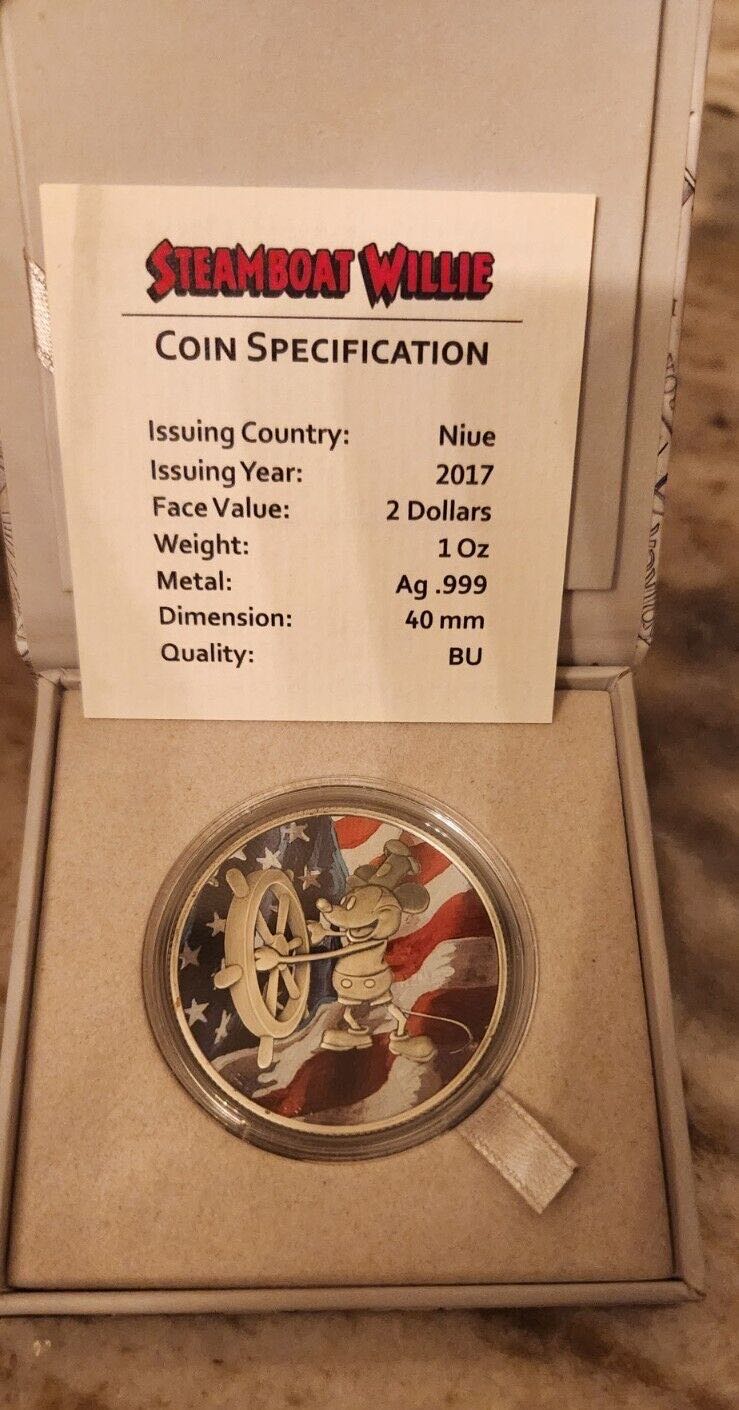 STEAMBOAT WILLIE
COIN SPECIFICATION
Issuing Country: Niue
Issuing Year: 2017
Face Value: 2 Dollars
Weight: 1 Oz
Metal: Ag .999
Dimension: 40 mm
Quality: BU